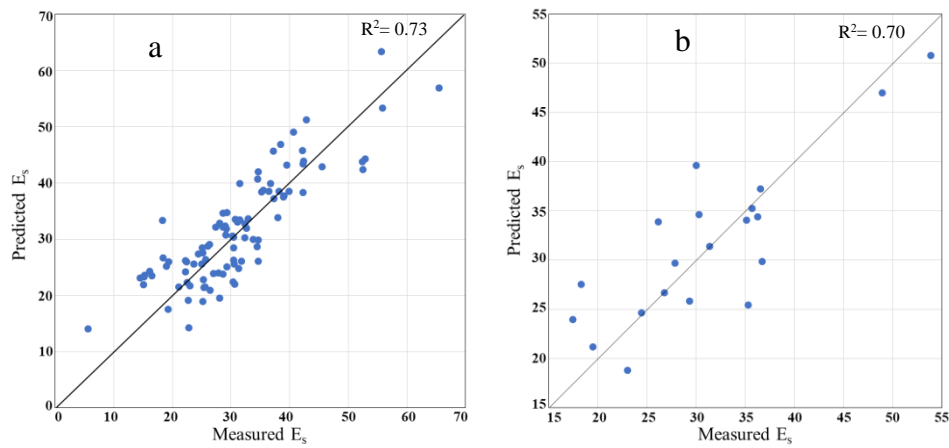 70
60
50
40
30
20
10
0
Predicted Es
a
R²= 0.73
0 10 20 30 40 50 60 70
Measured Es
55
50
45
40
35
30
25
20
15
Predicted Es
b
R²= 0.70
15 20 25 30 35 40 45 50 55
Measured Es